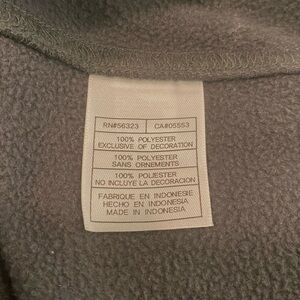 RN#56323 CA#05553
100% POLYESTER
EXCLUSIVE OF DECORATION
100% POLYESTER
SANS ORNEMENTS
100% POLIESTER
NO INCLUYE LA DECORACION
FABRIQUE EN INDONESIE
HECHO EN INDONESIA
MADE IN INDONESIA